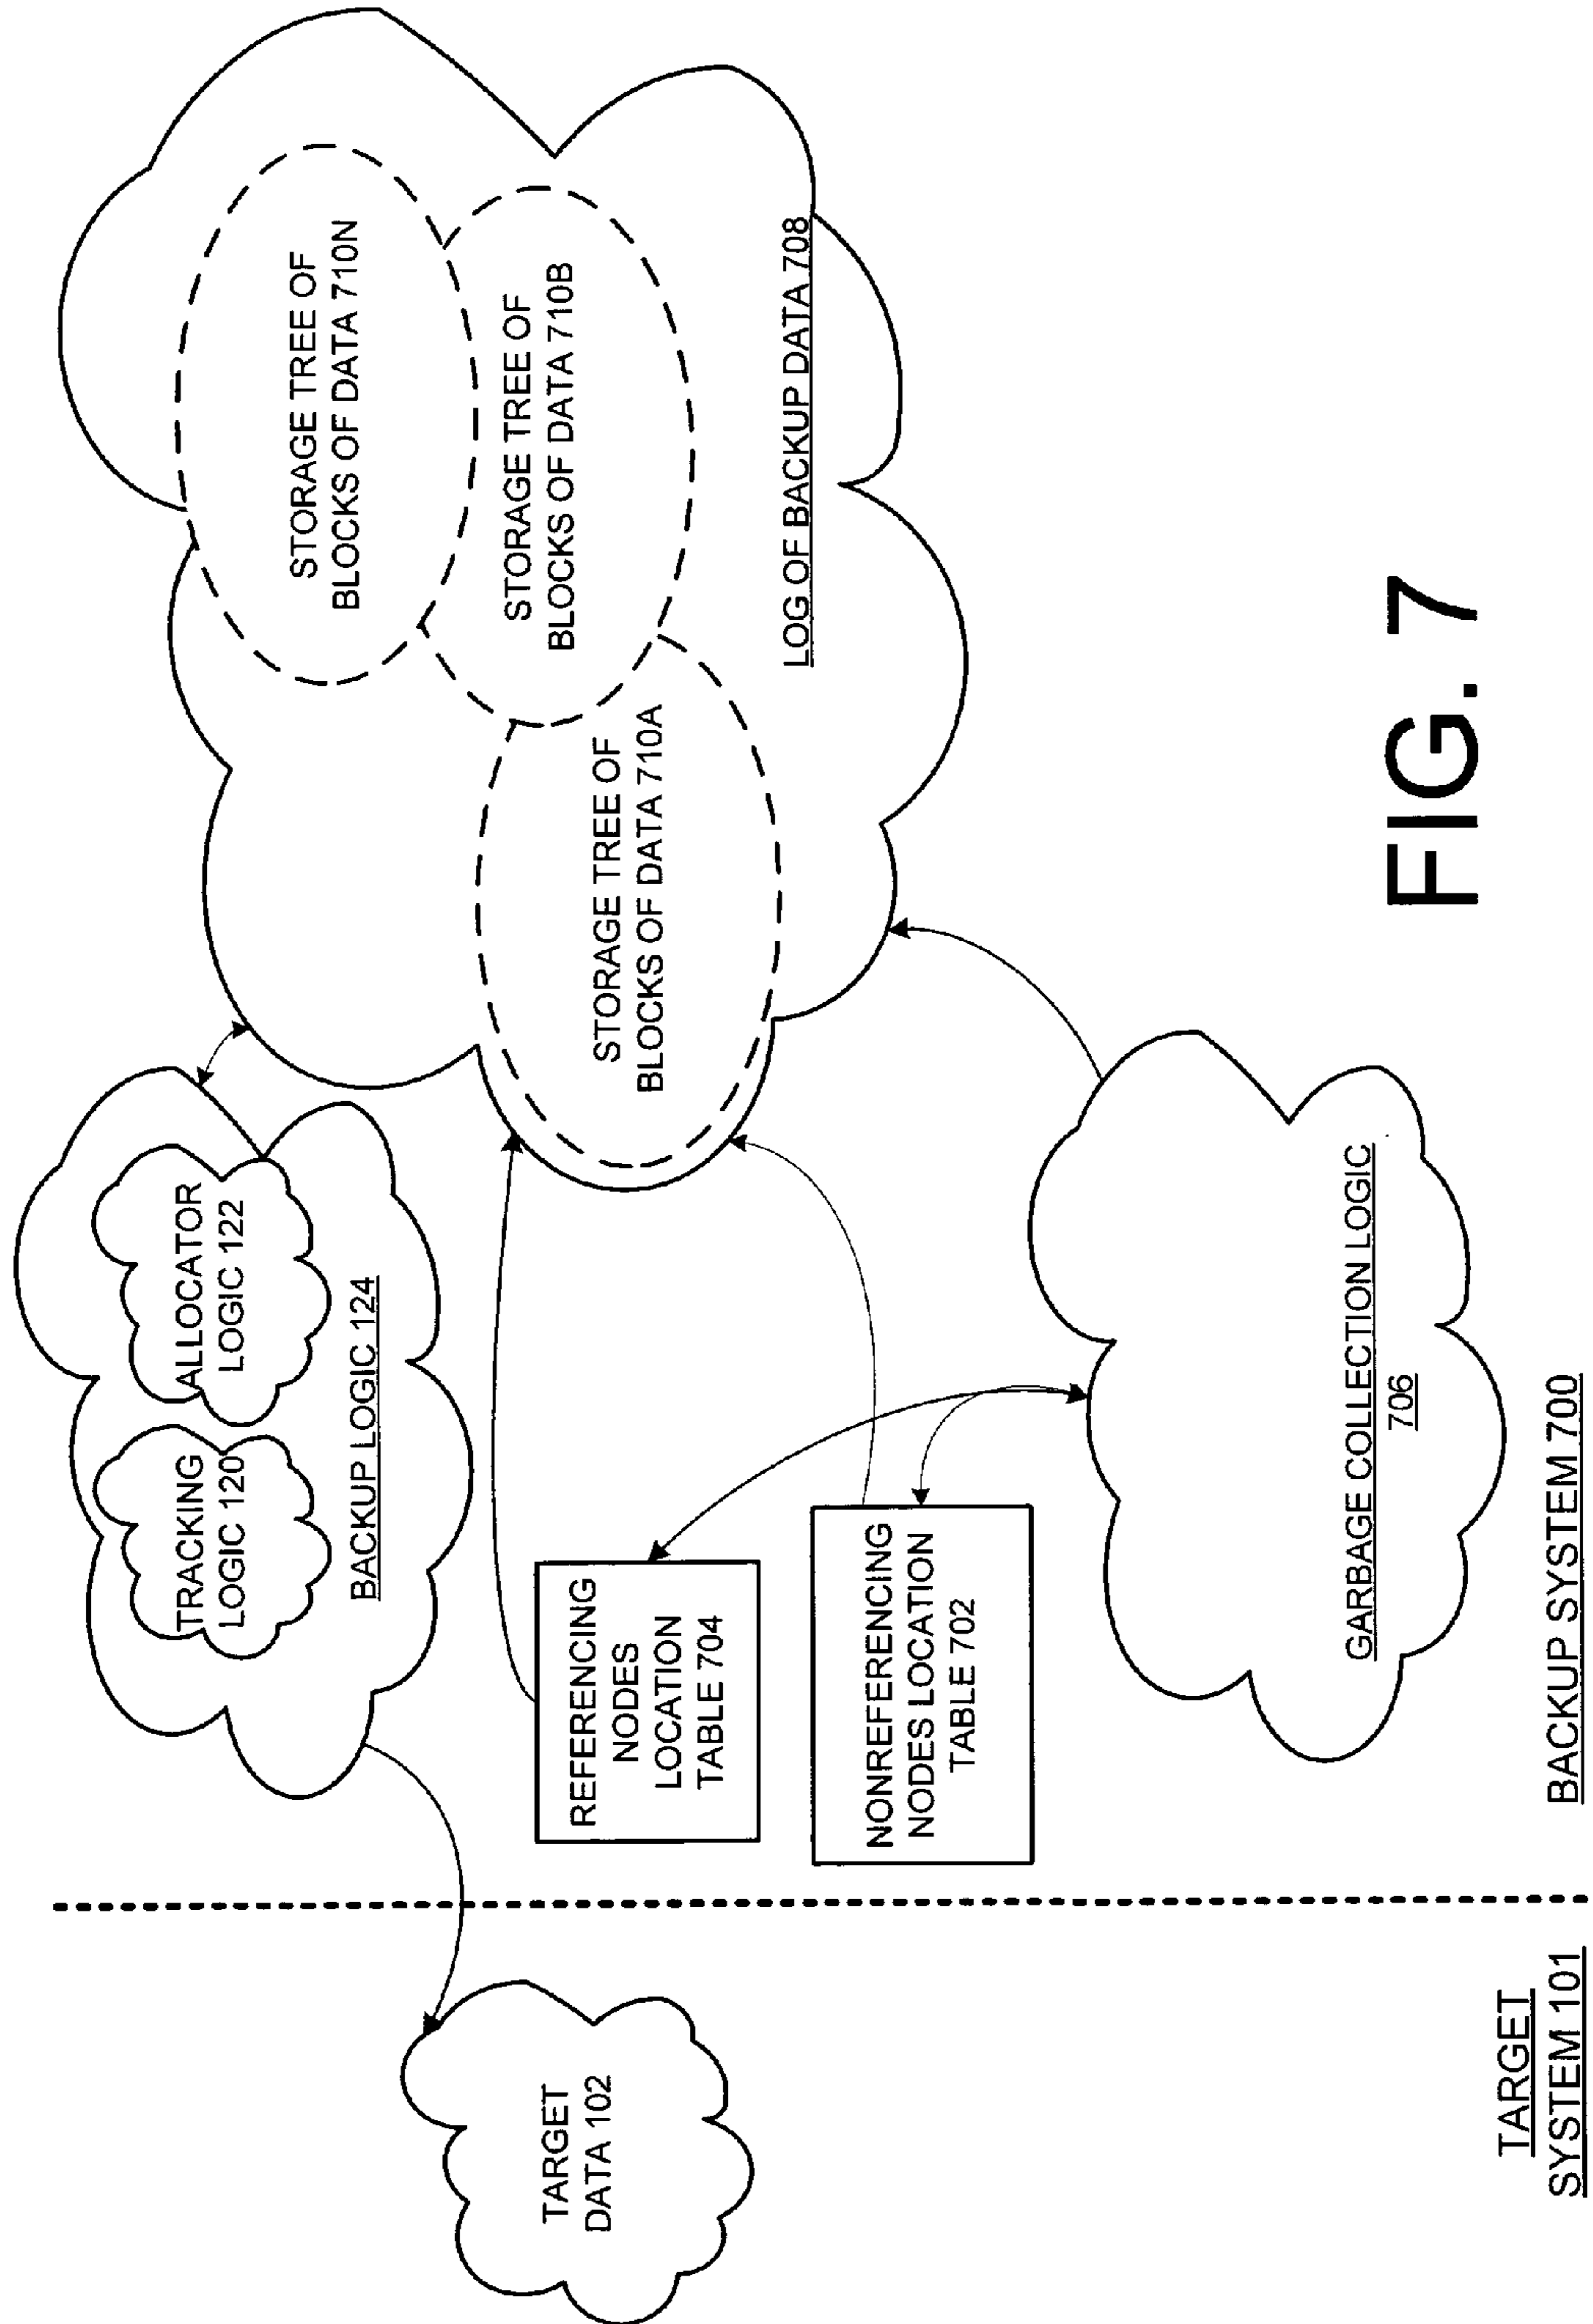 TARGET
DATA 102
TARGET
SYSTEM 101
TRACKING
LOGIC 120
ALLOCATOR
LOGIC 122
BACKUP LOGIC 124
REFERENCING
NODES
LOCATION
TABLE 704
NONREFERENCING
NODES LOCATION
TABLE 702
GARBAGE COLLECTION LOGIC
706
BACKUP SYSTEM 700
STORAGE TREE OF
BLOCKS OF DATA 710N
STORAGE TREE OF
BLOCKS OF DATA 710B
STORAGE TREE OF
BLOCKS OF DATA 710A
LOG OF BACKUP DATA 708
FIG. 7